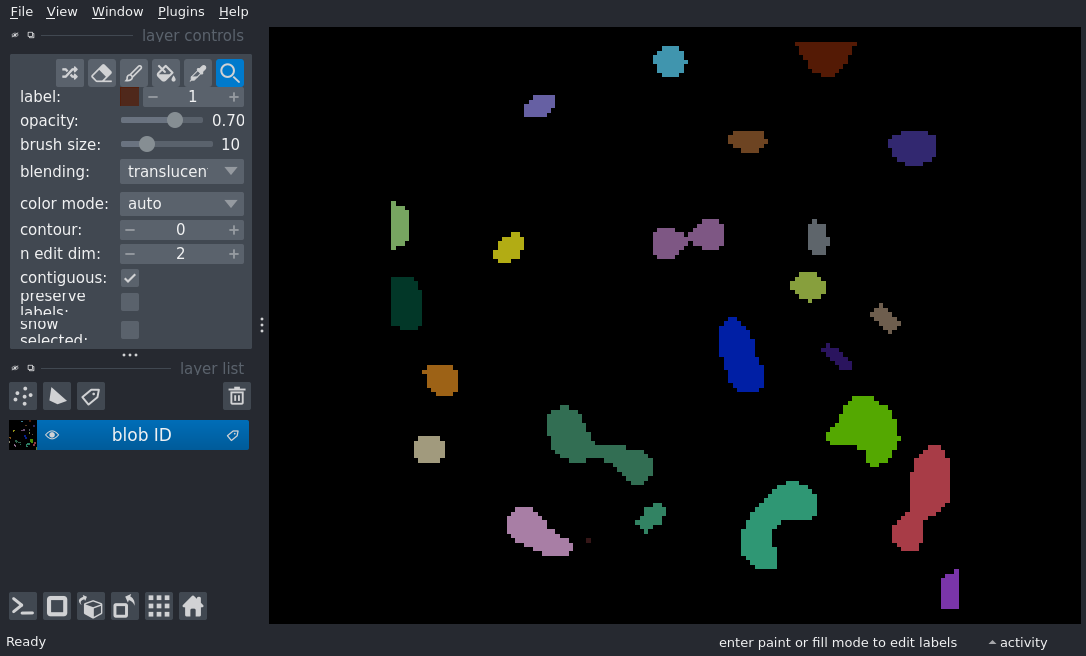 File View Window Plugins Help
layer controls
label: 1
opacity: 0.70
brush size: 10
blending: translucen
color mode: auto
contour: 0
n edit dim: 2
contiguous:
preserve
labels:
show
selected:
layer list
blob ID
Ready
enter paint or fill mode to edit labels
activity